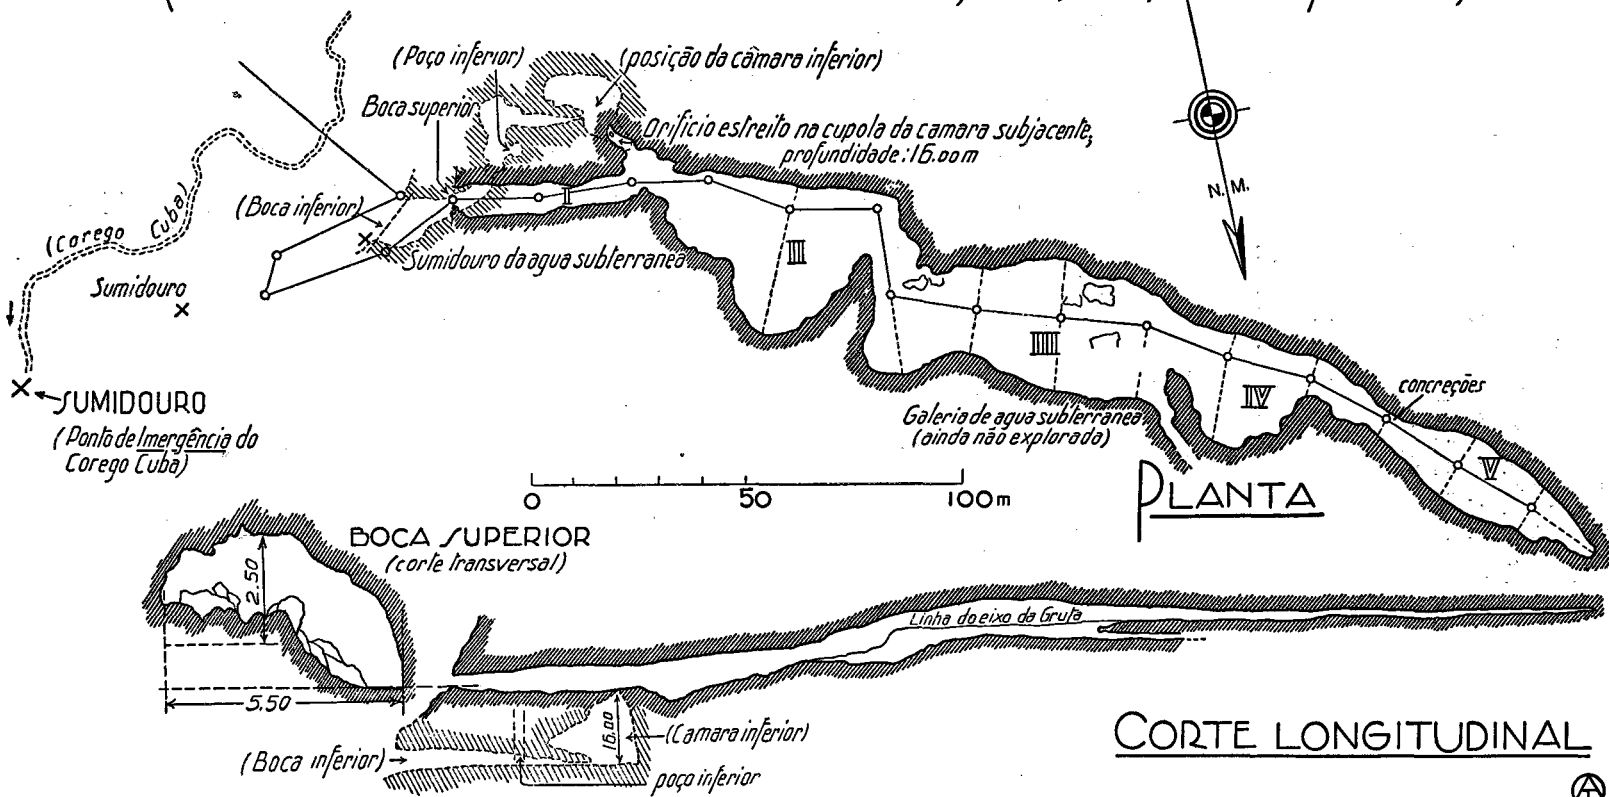 (Poço inferior)
(posição da câmara inferior)
Boca superior
Orificio estreito na cupola da camara subjacente,
profundidade: 16.00m
N. M.
(Corego Cuba)
(Boca inferior)
II
III
Sumidouro da agua subterranea
Sumidouro
IIII
IV
concreções
SUMIDOURO
(Ponto de Imergência do
Corego Cuba)
Galeria de agua subterranea
(ainda não explorada)
V
0 50 100m
PLANTA
BOCA SUPERIOR
(corte transversal)
2.50
5.50
Linha do eixo da Gruta
16.00
(Camara inferior)
(Boca inferior)
poço inferior
CORTE LONGITUDINAL